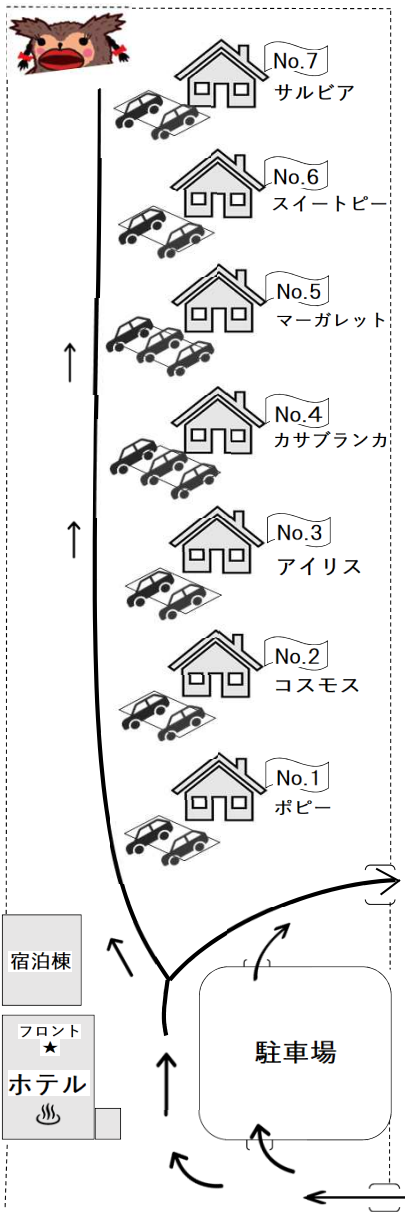 No.7
サルビア
No.6
スイートピー
No.5
マーガレット
No.4
カサブランカ
No.3
アイリス
No.2
コスモス
No.1
ポピー
宿泊棟
フロント
★
ホテル
駐車場